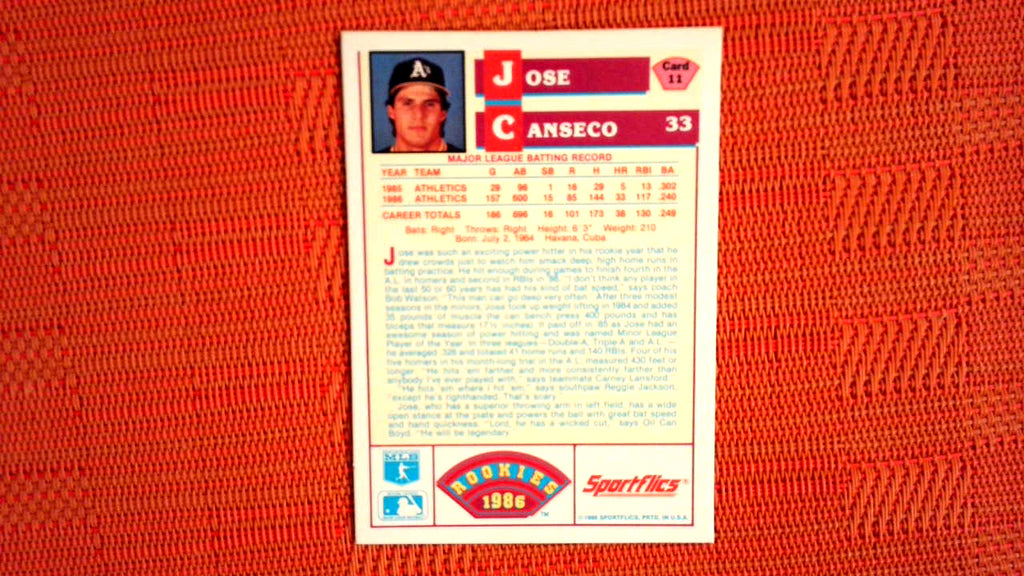 A's
JOSE
Card
11
CANSECO 33
MAJOR LEAGUE BATTING RECORD
YEAR TEAM G AB SB R H HR RBI BA
1985 ATHLETICS 29 96 1 16 29 5 13 .302
1986 ATHLETICS 157 600 15 85 144 33 117 .240
CAREER TOTALS 186 696 16 101 173 38 130 .249
Bats: Right Throws: Right Height: 6'3" Weight: 210
Born: July 2, 1964 Havana, Cuba
Jose was such an exciting power hitter in his rookie year that he
drew crowds just to watch him smack deep, high home runs in
batting practice. He hit enough during games to finish fourth in the
A.L. in homers and second in RBIs in '86. "I don't think any player in
the last 50 or 60 years has had his kind of bat speed," says coach
Bob Watson. "This man can go deep very often." After three modest
seasons in the minors, Jose took up weight lifting in 1984 and added
35 pounds of muscle (he can bench press 400 pounds and has
biceps that measure 17½ inches). It paid off in '85 as Jose had an
awesome season of power hitting and was named Minor League
Player of the Year. In three leagues—Double-A, Triple-A and A.L.—
he averaged .328 and totaled 41 home runs and 140 RBIs. Four of his
five homers in his month-long trial in the A.L. measured 430 feet or
longer. "He hits 'em farther and more consistently farther than
anybody I've ever played with," says teammate Carney Lansford.
"He hits 'em where I hit 'em," says southpaw Reggie Jackson,
"except he's righthanded. That's scary."
Jose, who has a superior throwing arm in left field, has a wide
open stance at the plate and powers the ball with great bat speed
and hand quickness. "Lord, he has a wicked cut," says Oil Can
Boyd. "He will be legendary."
MLB
ROOKIES
1986
TM
Sportflics®
© 1986 SPORTFLICS, PRTD. IN U.S.A.